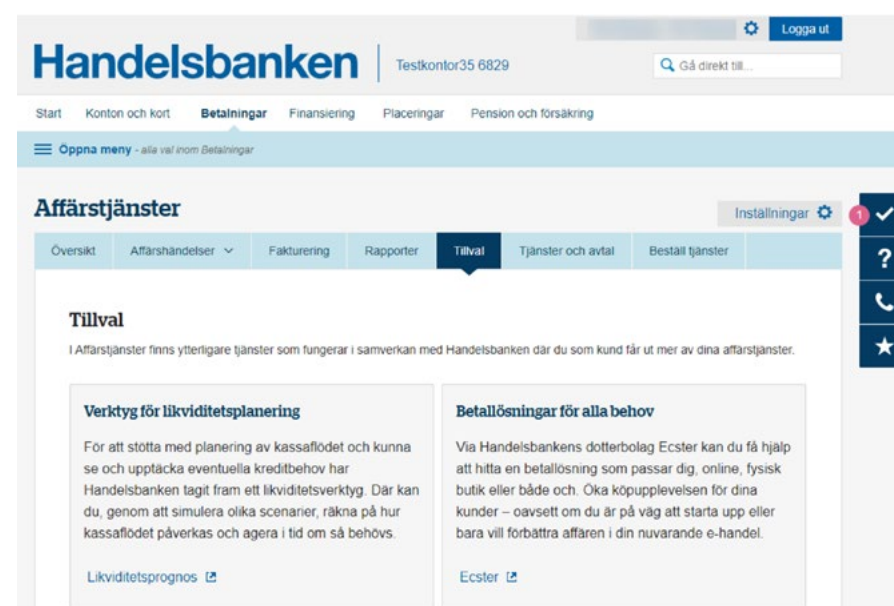 Logga ut
Handelsbanken
Testkontor35 6829
Gå direkt till...
Start Konton och kort Betalningar Finansiering Placeringar Pension och försäkring
Öppna meny - alla val inom Betalningar
Affärstjänster
Inställningar
1
Översikt Affärshändelser Fakturering Rapporter Tillval Tjänster och avtal Beställ tjänster
?
Tillval
I Affärstjänster finns ytterligare tjänster som fungerar i samverkan med Handelsbanken där du som kund får ut mer av dina affärstjänster.
Verktyg för likviditetsplanering
För att stötta med planering av kassaflödet och kunna
se och upptäcka eventuella kreditbehov har
Handelsbanken tagit fram ett likviditetsverktyg. Där kan
du, genom att simulera olika scenarier, räkna på hur
kassaflödet påverkas och agera i tid om så behövs.
Likviditetsprognos
Betallösningar för alla behov
Via Handelsbankens dotterbolag Ecster kan du få hjälp
att hitta en betallösning som passar dig, online, fysisk
butik eller både och. Öka köpupplevelsen för dina
kunder – oavsett om du är på väg att starta upp eller
bara vill förbättra affären i din nuvarande e-handel.
Ecster